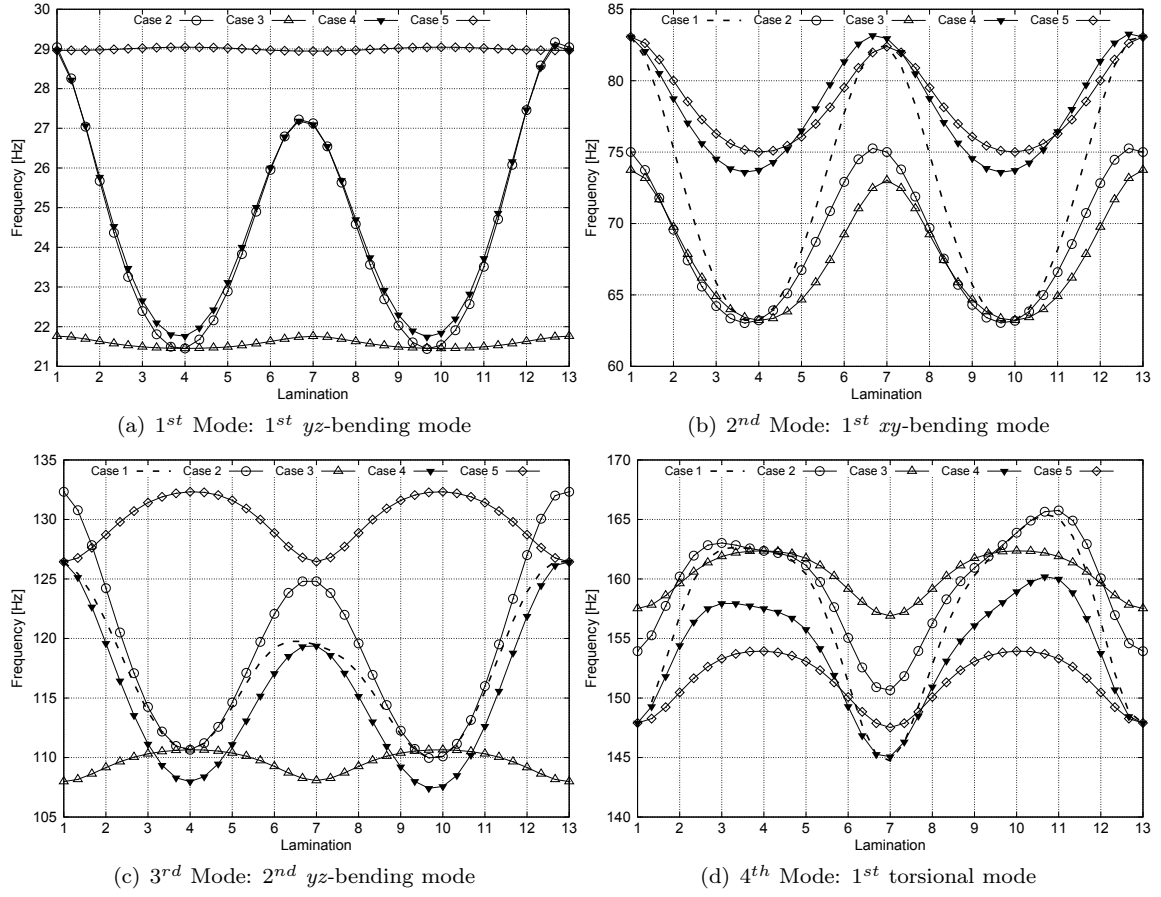 Case 2 Case 3 Case 4 Case 5
30
29
28
27
26
25
24
23
22
21
Frequency [Hz]
1 2 3 4 5 6 7 8 9 10 11 12 13
Lamination
(a) 1st Mode: 1st yz-bending mode
Case 1 Case 2 Case 3 Case 4 Case 5
85
80
75
70
65
60
Frequency [Hz]
1 2 3 4 5 6 7 8 9 10 11 12 13
Lamination
(b) 2nd Mode: 1st xy-bending mode
Case 1 Case 2 Case 3 Case 4 Case 5
135
130
125
120
115
110
105
Frequency [Hz]
1 2 3 4 5 6 7 8 9 10 11 12 13
Lamination
(c) 3rd Mode: 2nd yz-bending mode
Case 1 Case 2 Case 3 Case 4 Case 5
170
165
160
155
150
145
140
Frequency [Hz]
1 2 3 4 5 6 7 8 9 10 11 12 13
Lamination
(d) 4th Mode: 1st torsional mode